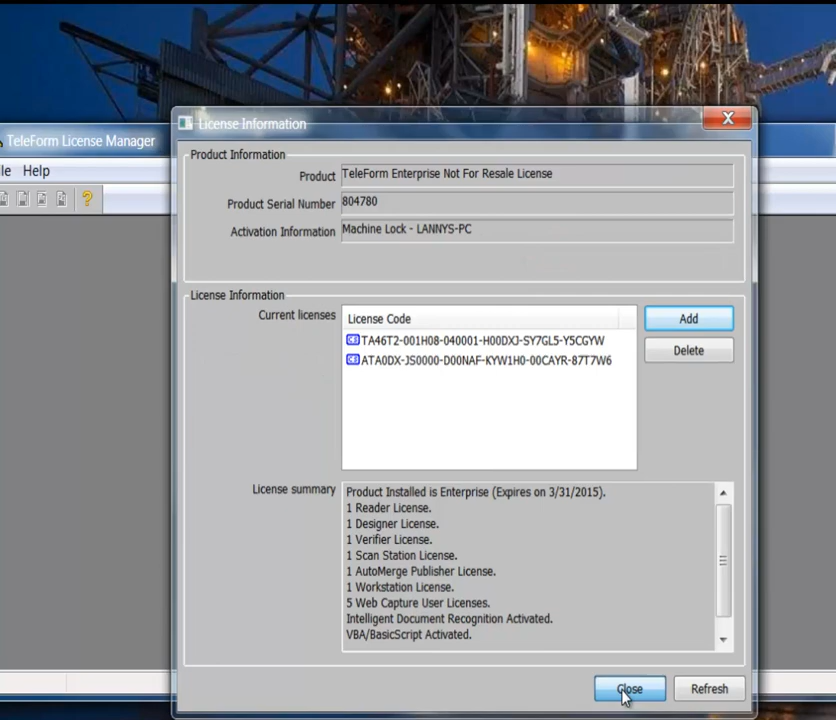 TeleForm License Manager
le Help
?
License Information
X
Product Information
Product TeleForm Enterprise Not For Resale License
Product Serial Number 804780
Activation Information Machine Lock - LANNYS-PC
License Information
Current licenses
License Code
TA46T2-001H08-040001-H00DXJ-SY7GL5-Y5CGYW
ATA0DX-JS0000-D00NAF-KYW1H0-00CAYR-87T7W6
Add
Delete
License summary
Product Installed is Enterprise (Expires on 3/31/2015).
1 Reader License.
1 Designer License.
1 Verifier License.
1 Scan Station License.
1 AutoMerge Publisher License.
1 Workstation License.
5 Web Capture User Licenses.
Intelligent Document Recognition Activated.
VBA/BasicScript Activated.
Close Refresh